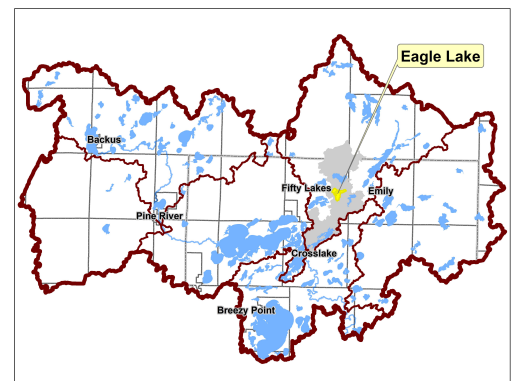 Eagle Lake
Backus
Fifty Lakes
Emily
Pine River
Crosslake
Breezy Point